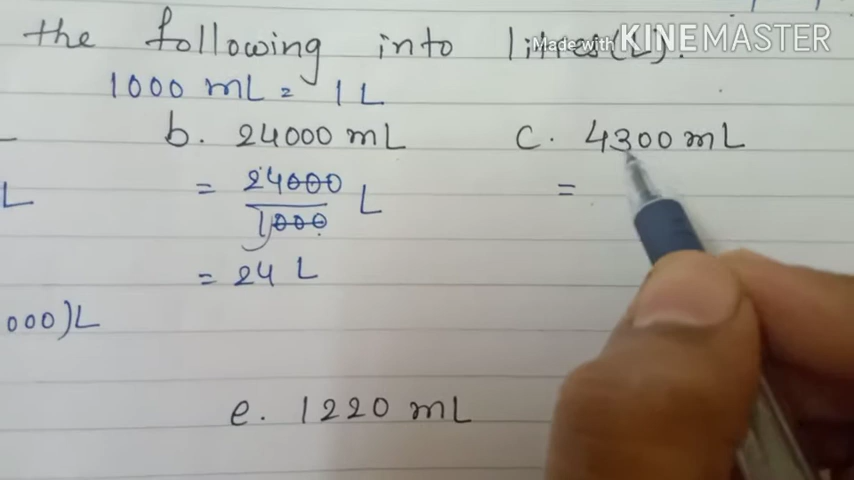 the following into litres(L).
Made with KINEMASTER
1000 mL = 1 L
b. 24000 mL
c. 4300 mL
= 24000 / 1000 L
=
L
= 24 L
000)L
e. 1220 mL